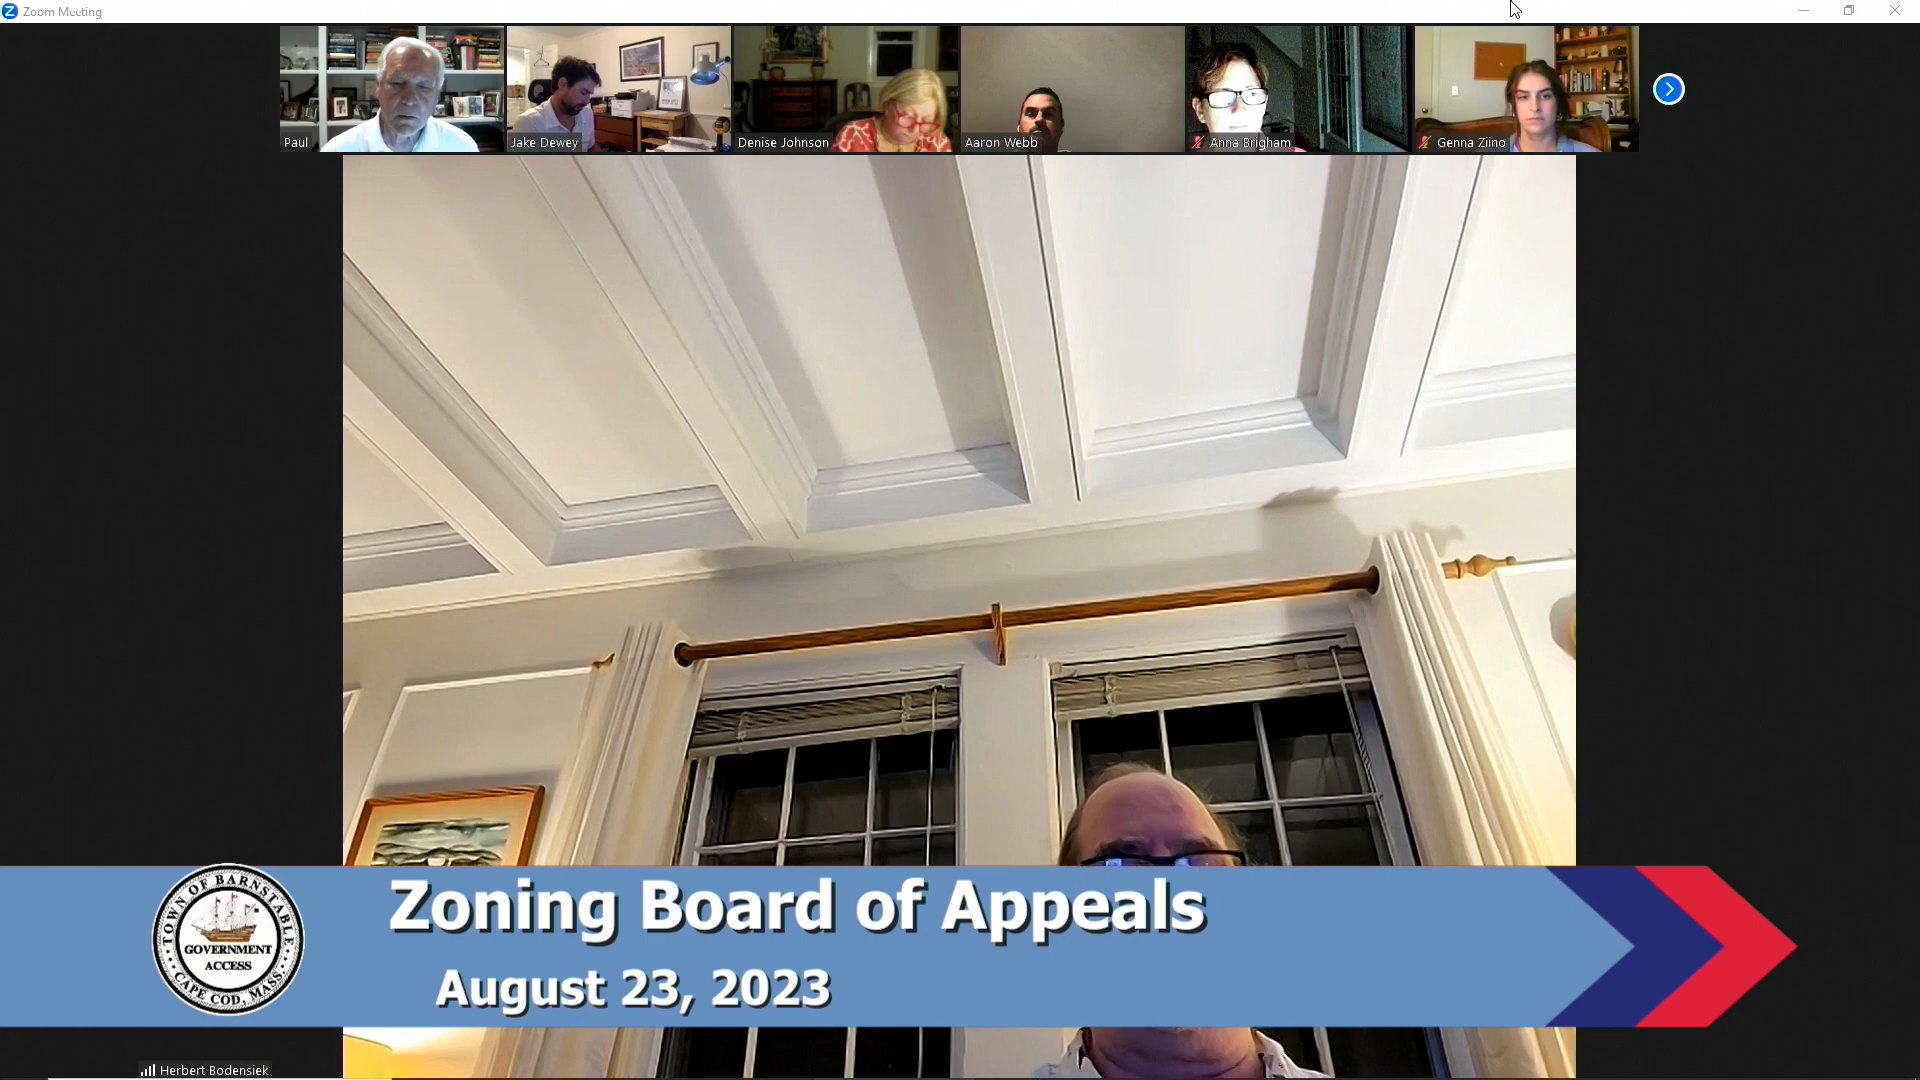 Zoom Meeting
Paul
Jake Dewey
Denise Johnson
Aaron Webb
Anna Brigham
Genna Ziino
Zoning Board of Appeals
August 23, 2023
TOWN OF BARNSTABLE
GOVERNMENT
ACCESS
CAPE COD, MASS.
Herbert Bodensiek